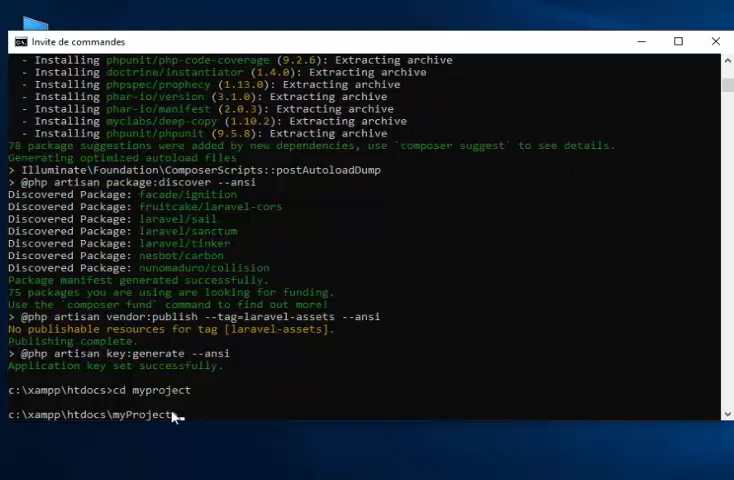 Invite de commandes
- Installing phpunit/php-code-coverage (9.2.6): Extracting archive
- Installing doctrine/instantiator (1.4.0): Extracting archive
- Installing phpspec/prophecy (1.13.0): Extracting archive
- Installing phar-io/version (3.1.0): Extracting archive
- Installing phar-io/manifest (2.0.3): Extracting archive
- Installing myclabs/deep-copy (1.10.2): Extracting archive
- Installing phpunit/phpunit (9.5.8): Extracting archive
78 package suggestions were added by new dependencies, use `composer suggest` to see details.
Generating optimized autoload files
> Illuminate\Foundation\ComposerScripts::postAutoloadDump
> @php artisan package:discover --ansi
Discovered Package: facade/ignition
Discovered Package: fruitcake/laravel-cors
Discovered Package: laravel/sail
Discovered Package: laravel/sanctum
Discovered Package: laravel/tinker
Discovered Package: nesbot/carbon
Discovered Package: nunomaduro/collision
Package manifest generated successfully.
75 packages you are using are looking for funding.
Use the `composer fund` command to find out more!
> @php artisan vendor:publish --tag=laravel-assets --ansi
No publishable resources for tag [laravel-assets].
Publishing complete.
> @php artisan key:generate --ansi
Application key set successfully.
c:\xampp\htdocs>cd myproject
c:\xampp\htdocs\myProject